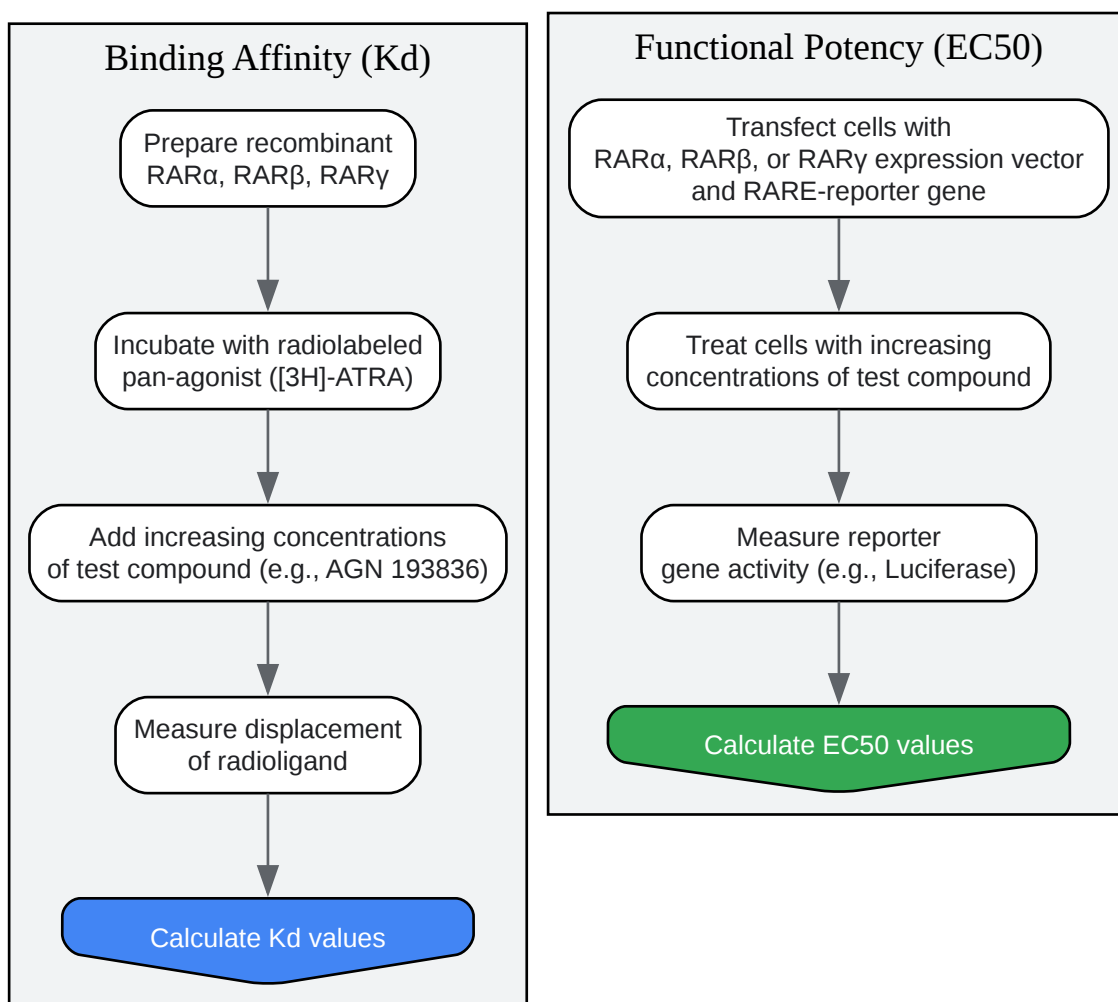 Binding Affinity (Kd)
Prepare recombinant
RARα, RARβ, RARγ
Incubate with radiolabeled
pan-agonist ([3H]-ATRA)
Add increasing concentrations
of test compound (e.g., AGN 193836)
Measure displacement
of radioligand
Calculate Kd values
Functional Potency (EC50)
Transfect cells with
RARα, RARβ, or RARγ expression vector
and RARE-reporter gene
Treat cells with increasing
concentrations of test compound
Measure reporter
gene activity (e.g., Luciferase)
Calculate EC50 values